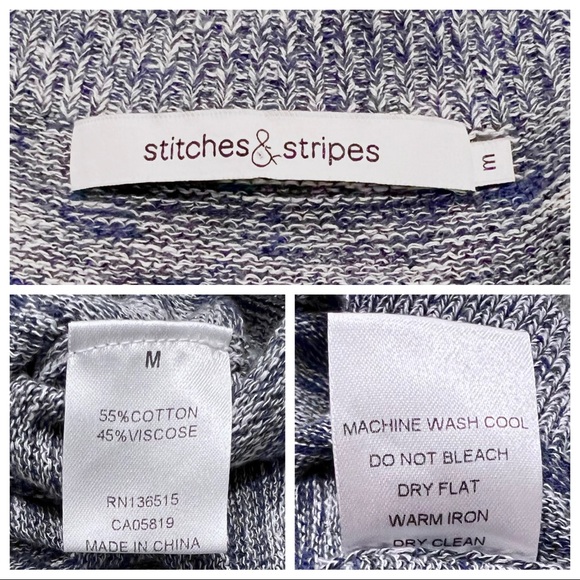 stitches & stripes
m
M
55%COTTON
45%VISCOSE
RN136515
CA05819
MADE IN CHINA
MACHINE WASH COOL
DO NOT BLEACH
DRY FLAT
WARM IRON
DRY CLEAN